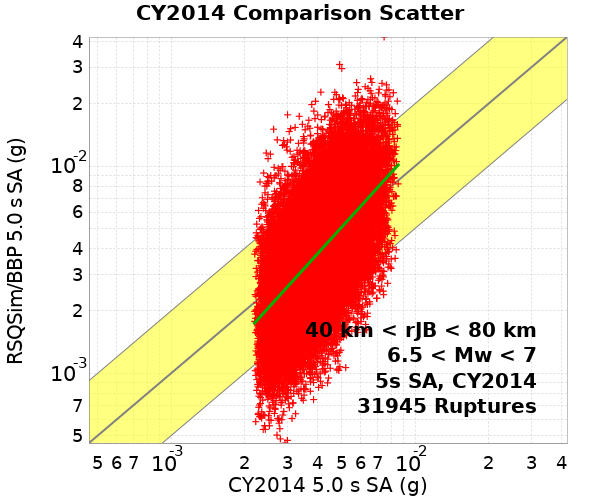 CY2014 Comparison Scatter
RSQSim/BBP 5.0 s SA (g)
4
3
2
10-2
8
6
4
3
2
10-3
7
5
40 km < rJB < 80 km
6.5 < Mw < 7
5s SA, CY2014
31945 Ruptures
5 6 7 10-3 2 3 4 5 6 7 10-2 2 3 4
CY2014 5.0 s SA (g)